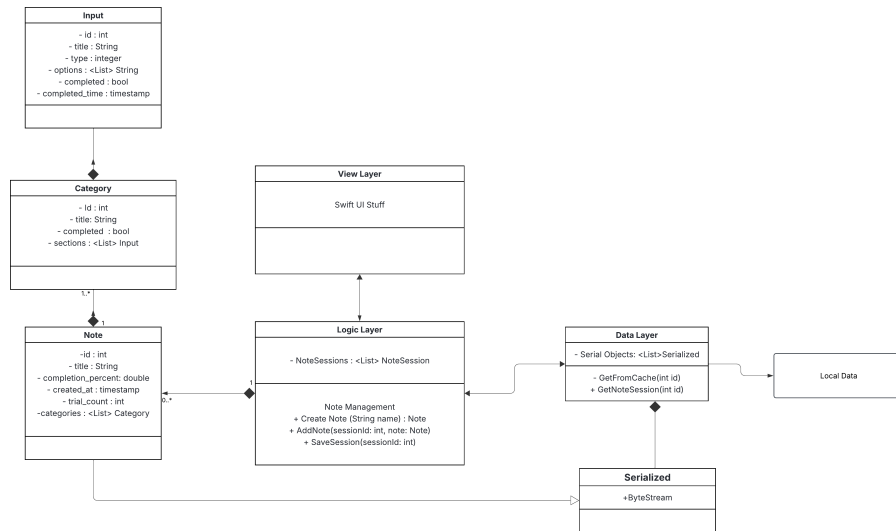 Input
- id : int
- title : String
- type : integer
- options : <List> String
- completed : bool
- completed_time : timestamp
Category
- Id : int
- title: String
- completed : bool
- sections : <List> Input
1..*
1
Note
-id : int
- title : String
- completion_percent: double
- created_at : timestamp
- trial_count : int
-categories : <List> Category
0..*
1
View Layer
Swift UI Stuff
Logic Layer
- NoteSessions : <List> NoteSession
Note Management
+ Create Note (String name) : Note
+ AddNote(sessionId: int, note: Note)
+ SaveSession(sessionId: int)
Data Layer
- Serial Objects: <List>Serialized
- GetFromCache(int id)
+ GetNoteSession(int id)
Local Data
Serialized
+ByteStream